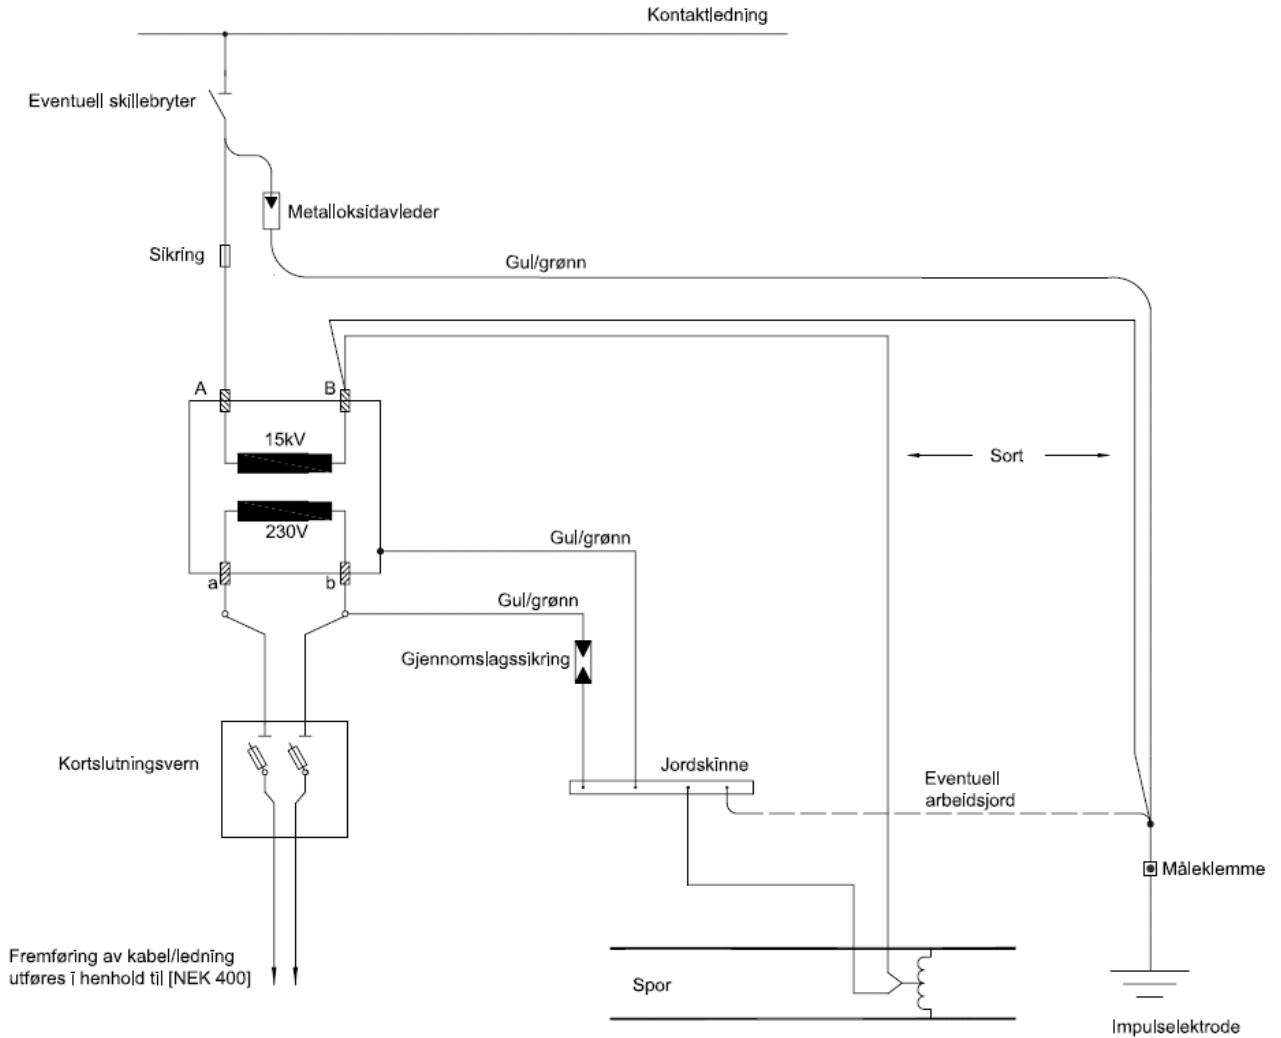 Kontaktledning
Eventuell skillebryter
Metalloksidavleder
Sikring
Gul/grønn
A
B
15kV
Sort
230V
Gul/grønn
a
b
Gul/grønn
Gjennomslagssikring
Kortslutningsvern
Jordskinne
Eventuell
arbeidsjord
Måleklemme
Fremføring av kabel/ledning
utføres i henhold til [NEK 400]
Spor
Impulselektrode